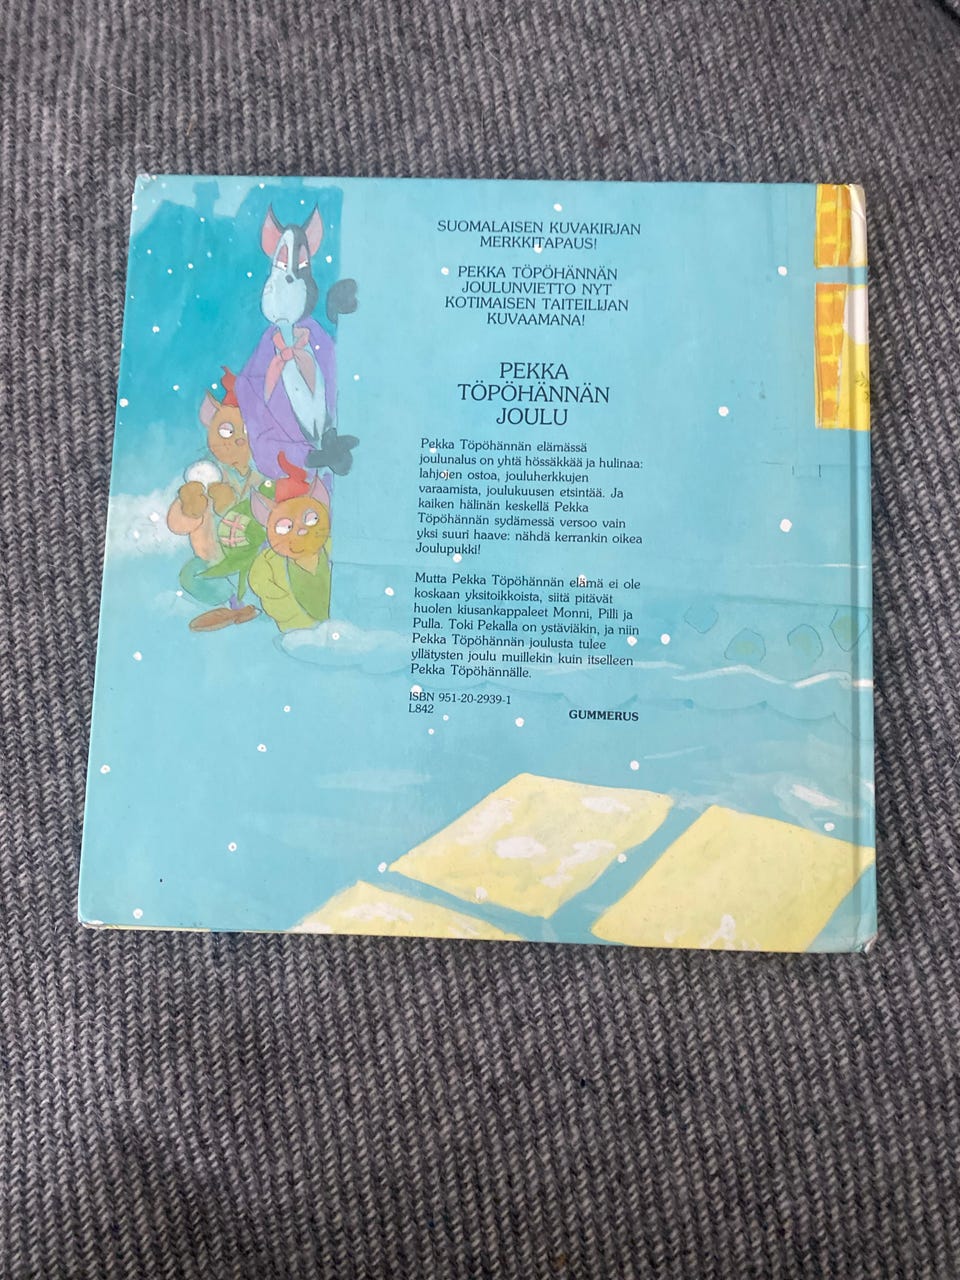 SUOMALAISEN KUVAKIRJAN
MERKKITAPAUS!
PEKKA TÖPÖHÄNNÄN
JOULUNVIETTO NYT
KOTIMAISEN TAITEILIJAN
KUVAAMANA!
PEKKA
TÖPÖHÄNNÄN
JOULU
Pekka Töpöhännän elämässä
joulunalus on yhtä hössäkkää ja hulinaa:
lahjojen ostoa, jouluherkkujen
varaamista, joulukuusen etsintää. Ja
kaiken hälinän keskellä Pekka
Töpöhännän sydämessä versoo vain
yksi suuri haave: nähdä kerrankin oikea
Joulupukki!
Mutta Pekka Töpöhännän elämä ei ole
koskaan yksitoikkoista, siitä pitävät
huolen kiusankappaleet Monni, Pilli ja
Pulla. Toki Pekalla on ystäviäkin, ja niin
Pekka Töpöhännän joulusta tulee
yllätysten joulu muillekin kuin itselleen
Pekka Töpöhännälle.
ISBN 951-20-2939-1
L842
GUMMERUS